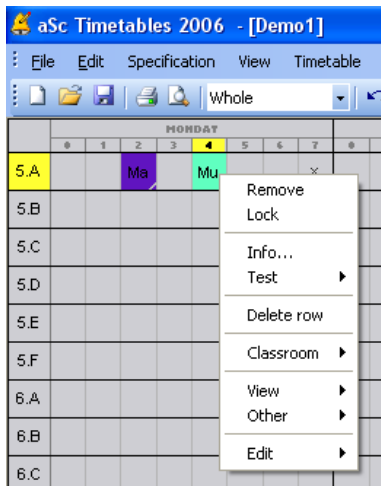 aSc Timetables 2006 - [Demo1]
File Edit Specification View Timetable
Whole
MONDAY
0 1 2 3 4 5 6 7 0
5.A Ma Mu x
5.B
5.C
5.D
5.E
5.F
6.A
6.B
6.C
Remove
Lock
Info...
Test
Delete row
Classroom
View
Other
Edit